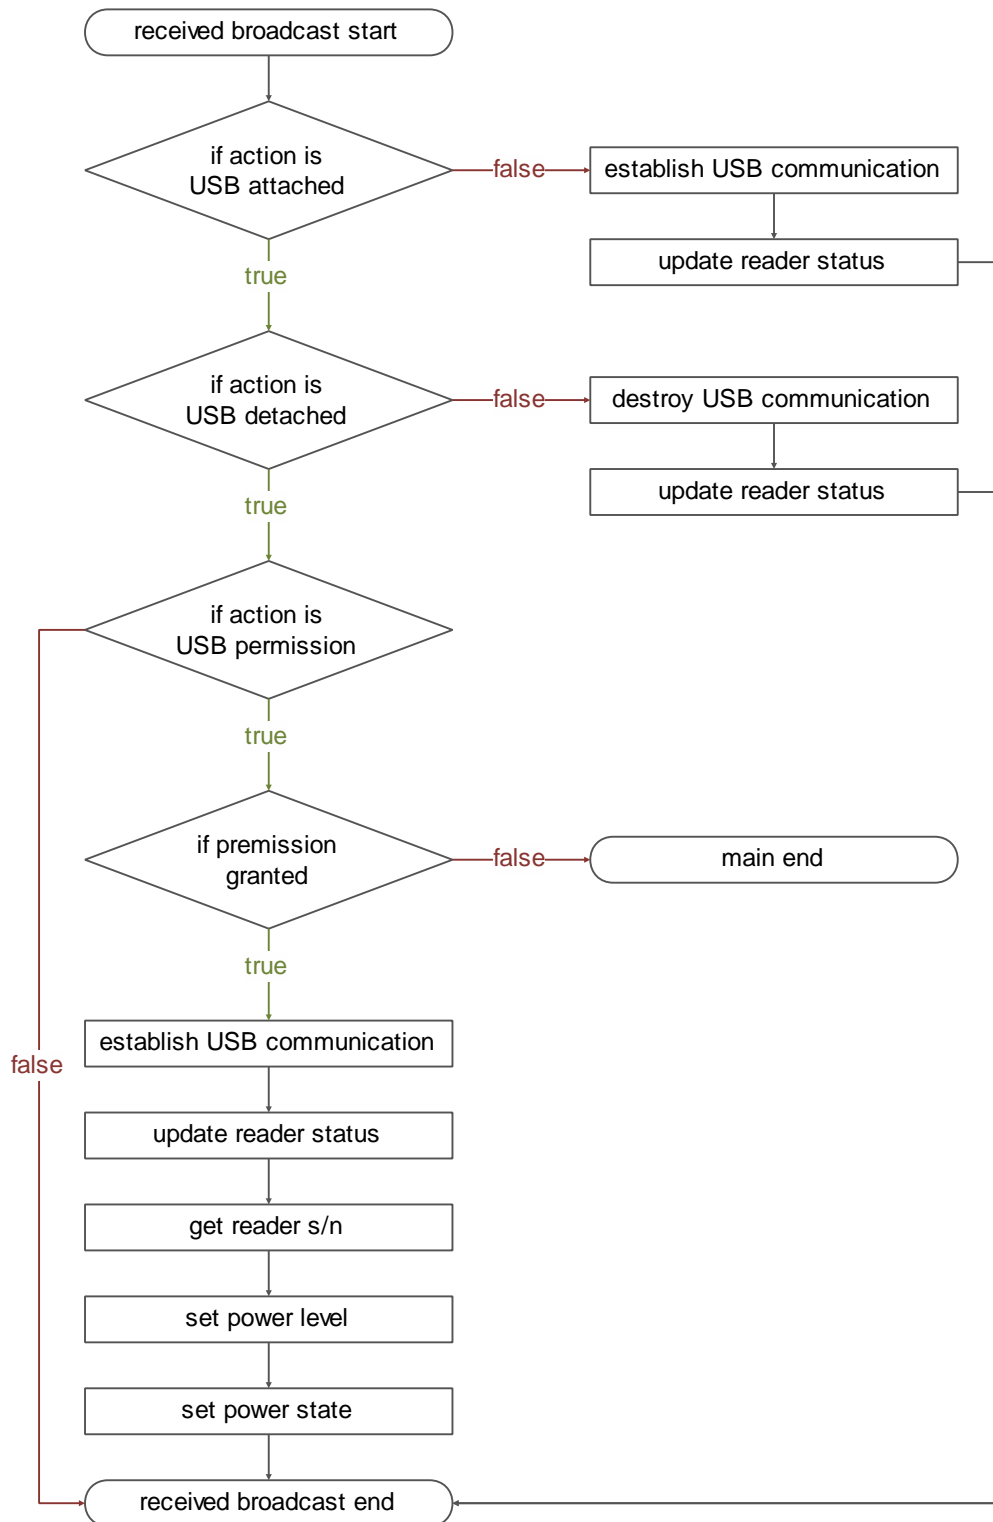 received broadcast start
if action is
USB attached
false
establish USB communication
update reader status
true
if action is
USB detached
false
destroy USB communication
update reader status
true
if action is
USB permission
true
if premission
granted
false
main end
true
establish USB communication
false
update reader status
get reader s/n
set power level
set power state
received broadcast end